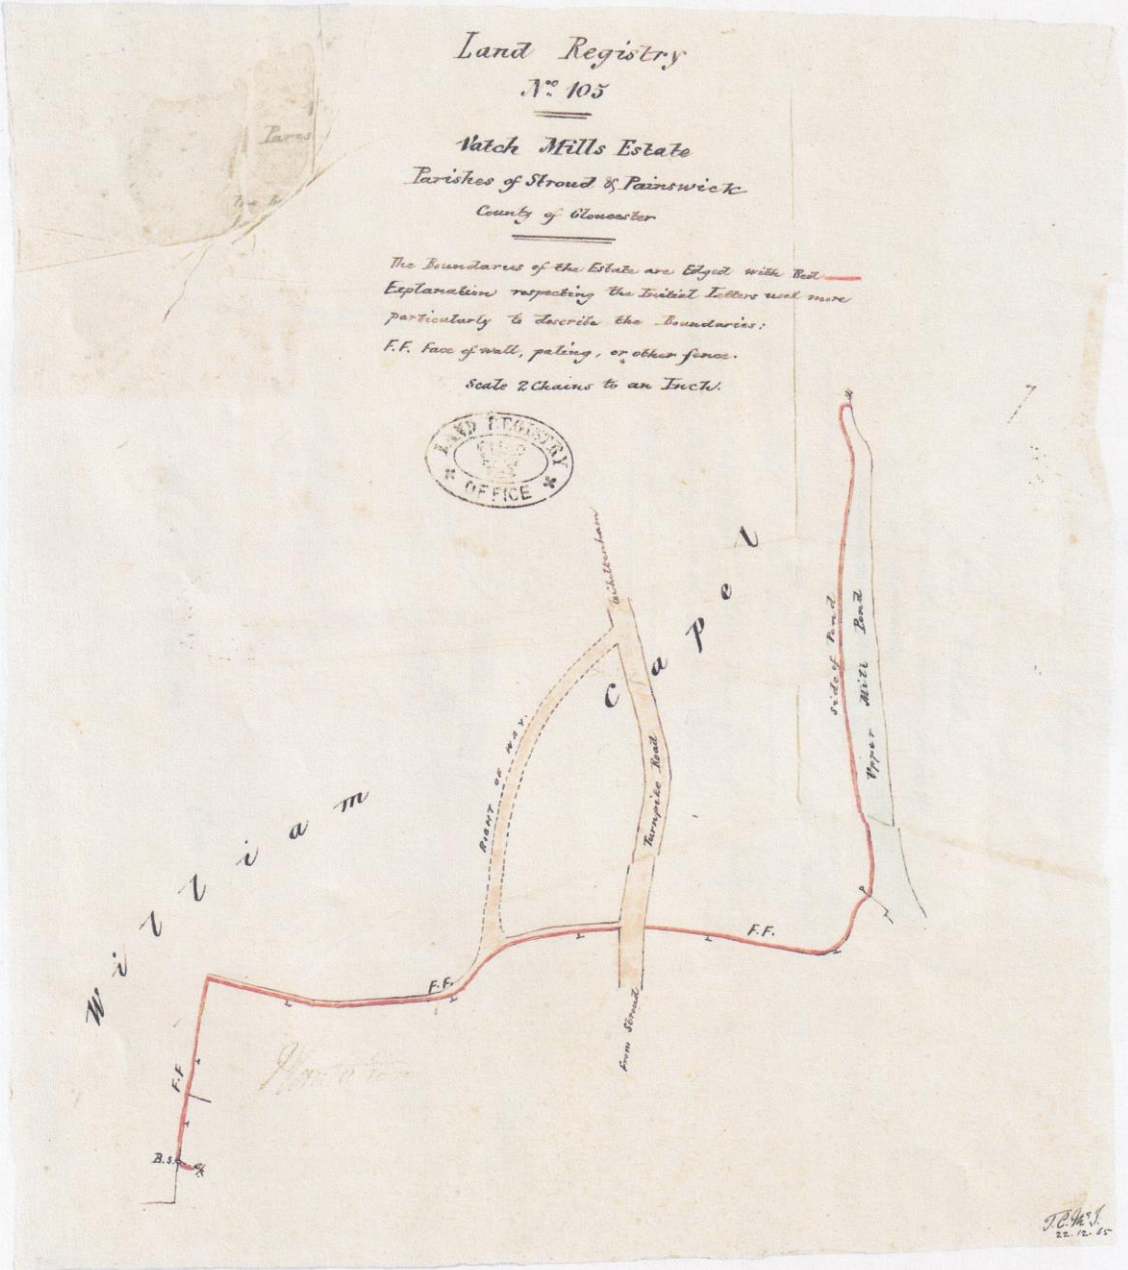 Land Registry
No. 105
Vatch Mills Estate
Parishes of Stroud & Painswick
County of Gloucester
The Boundaries of the Estate are Edged with Red
Explanation respecting the Initial Letters used more
particularly to describe the Boundaries:
F.F. Face of wall, paling, or other fence.
Scale 2 Chains to an Inch.
LAND REGISTRY
OFFICE
Cheltenham
William Capel
Side of Pond
Upper Mill Pond
RIGHT OF WAY.
Turnpike Road
F.F.
F.F.
From Stroud
F.F
B.S.
Plantation
22.12.65